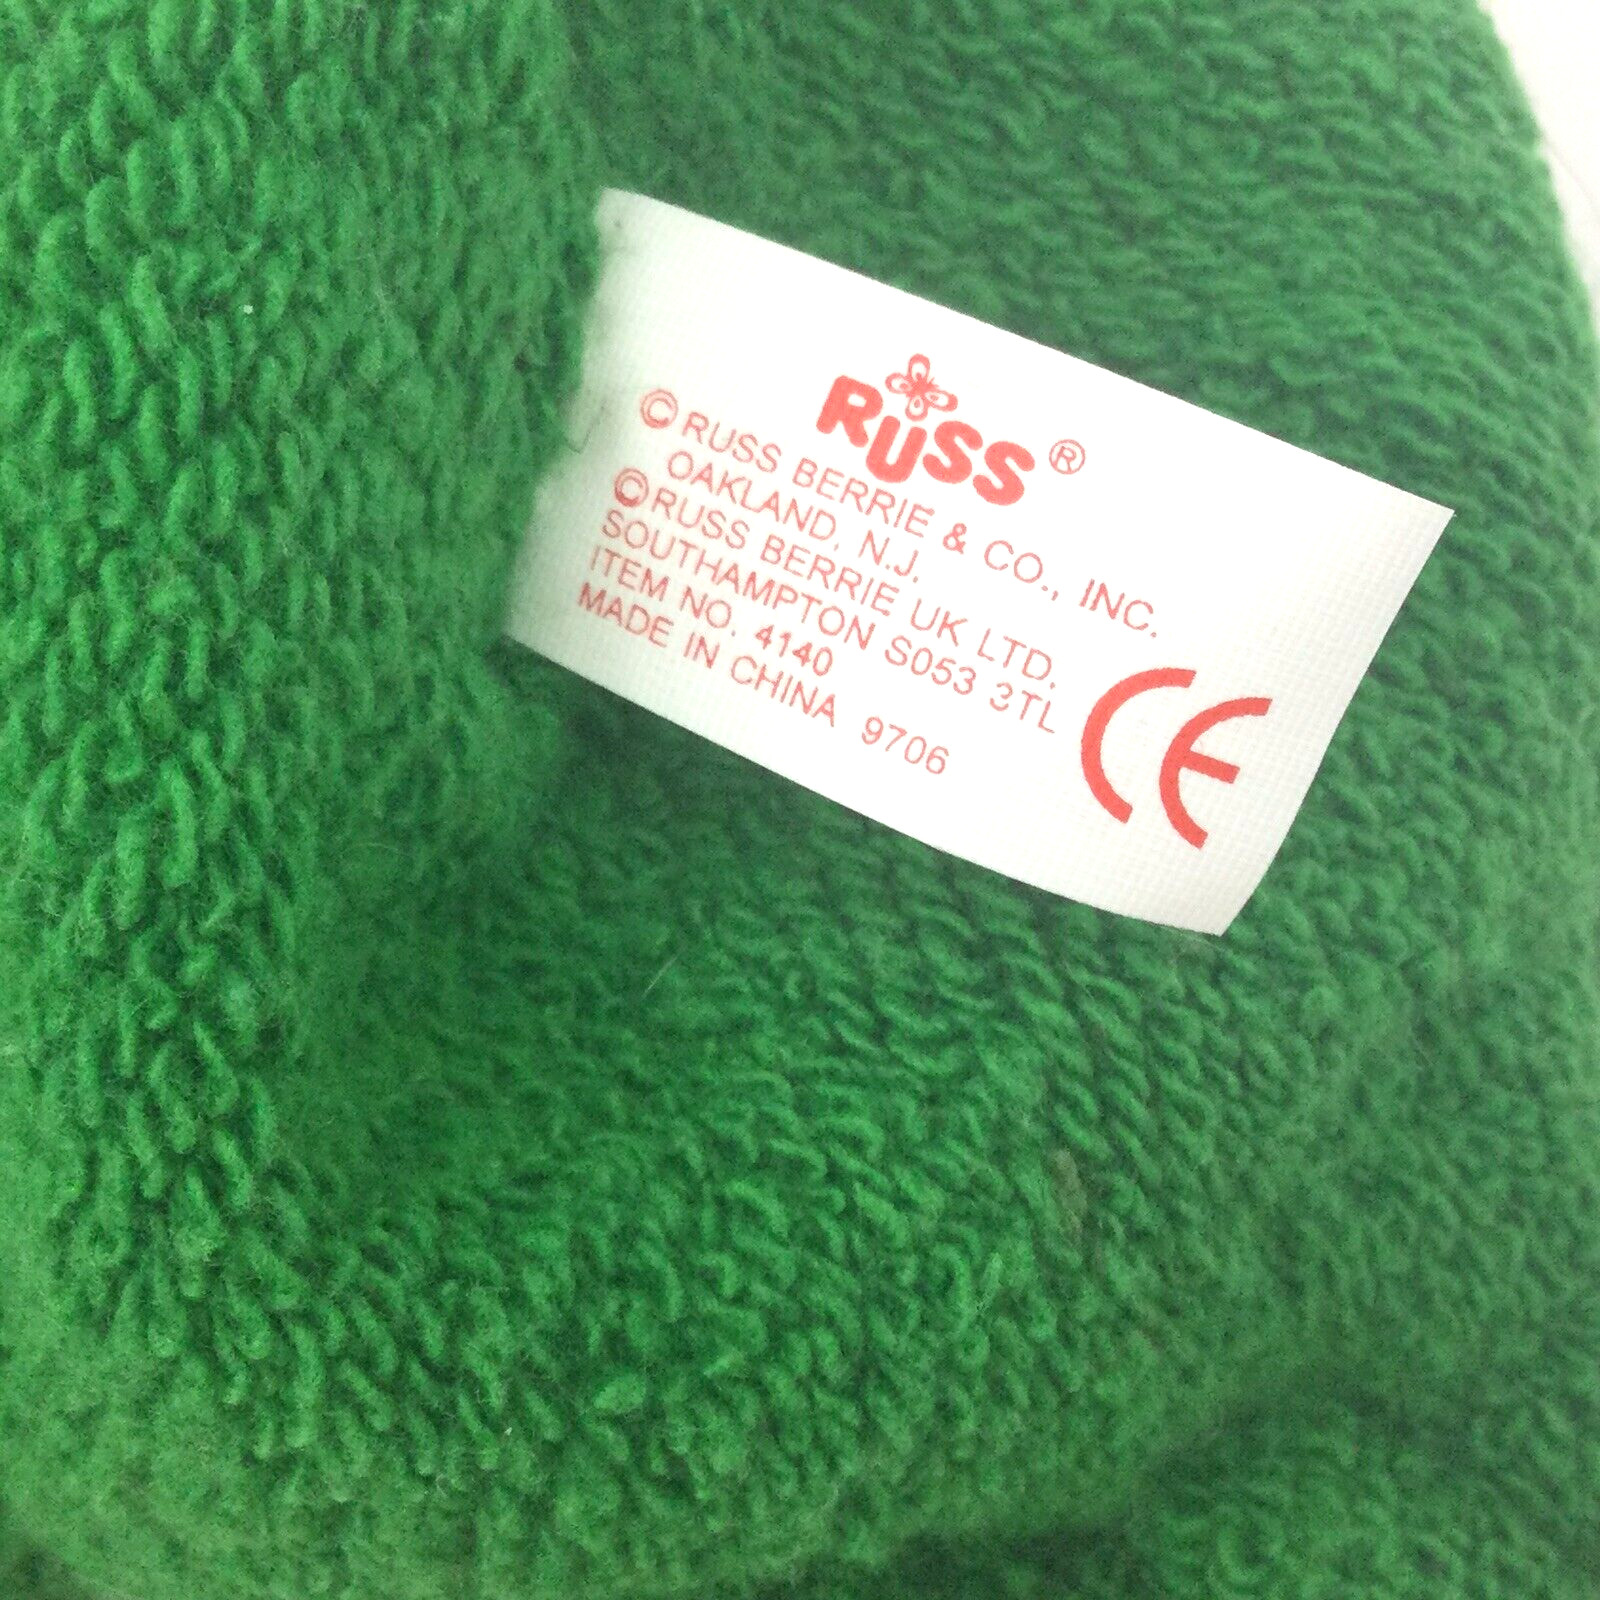 RUSS ®
© RUSS BERRIE & CO., INC.
OAKLAND, N.J.
© RUSS BERRIE UK LTD.
SOUTHAMPTON S053 3TL
ITEM NO. 4140
MADE IN CHINA 9706
CE